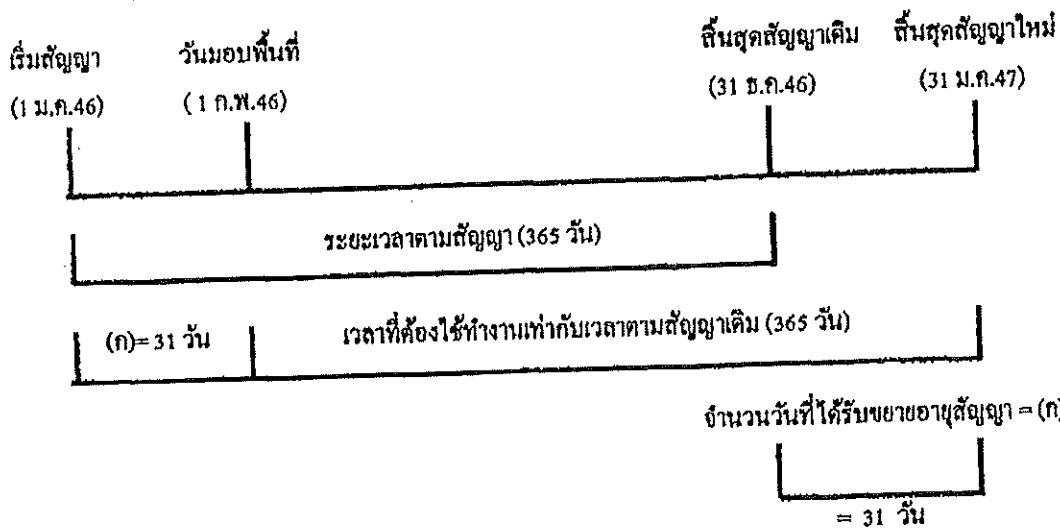 เริ่มสัญญา
(1 ม.ค.46)
วันมอบพื้นที่
( 1 ก.พ.46)
สิ้นสุดสัญญาเดิม
(31 ธ.ค.46)
สิ้นสุดสัญญาใหม่
(31 ม.ค.47)
ระยะเวลาตามสัญญา (365 วัน)
(ก)= 31 วัน
เวลาที่ต้องใช้ทำงานเท่ากับเวลาตามสัญญาเดิม (365 วัน)
จำนวนวันที่ได้รับขยายอายุสัญญา = (ก)
= 31 วัน